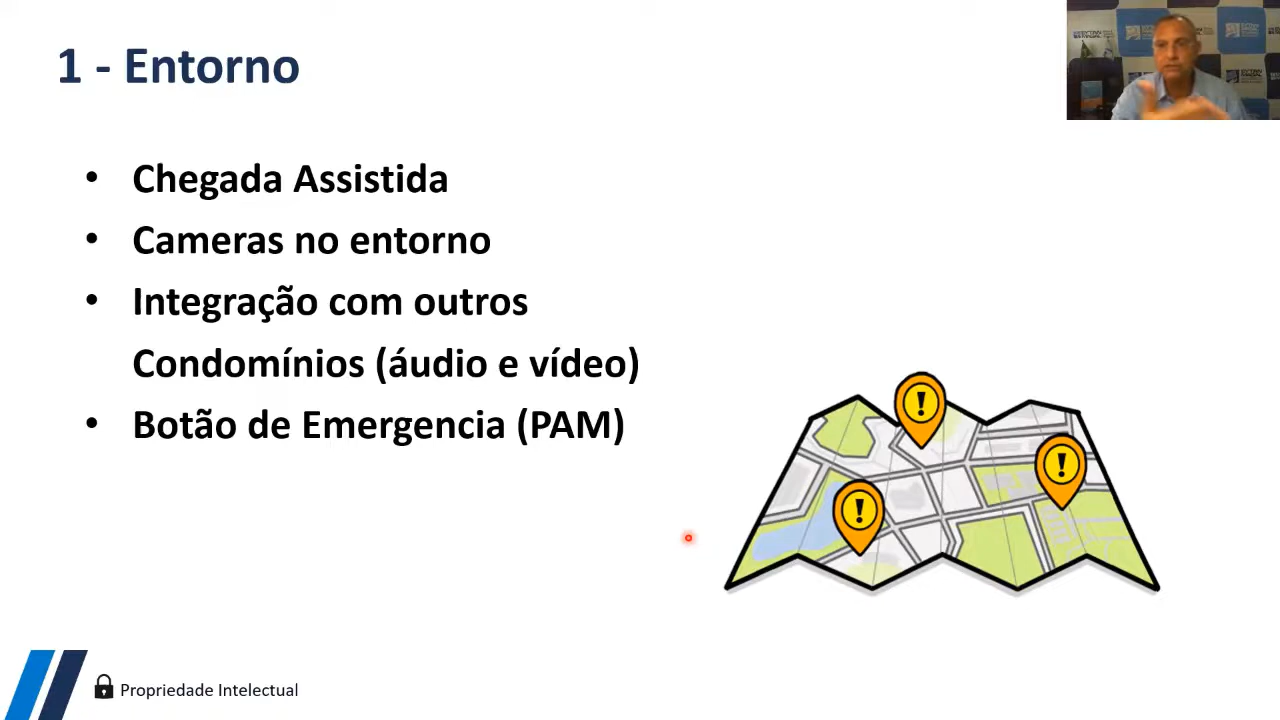 1 - Entorno
• Chegada Assistida
• Cameras no entorno
• Integração com outros
Condomínios (áudio e vídeo)
• Botão de Emergencia (PAM)
Propriedade Intelectual